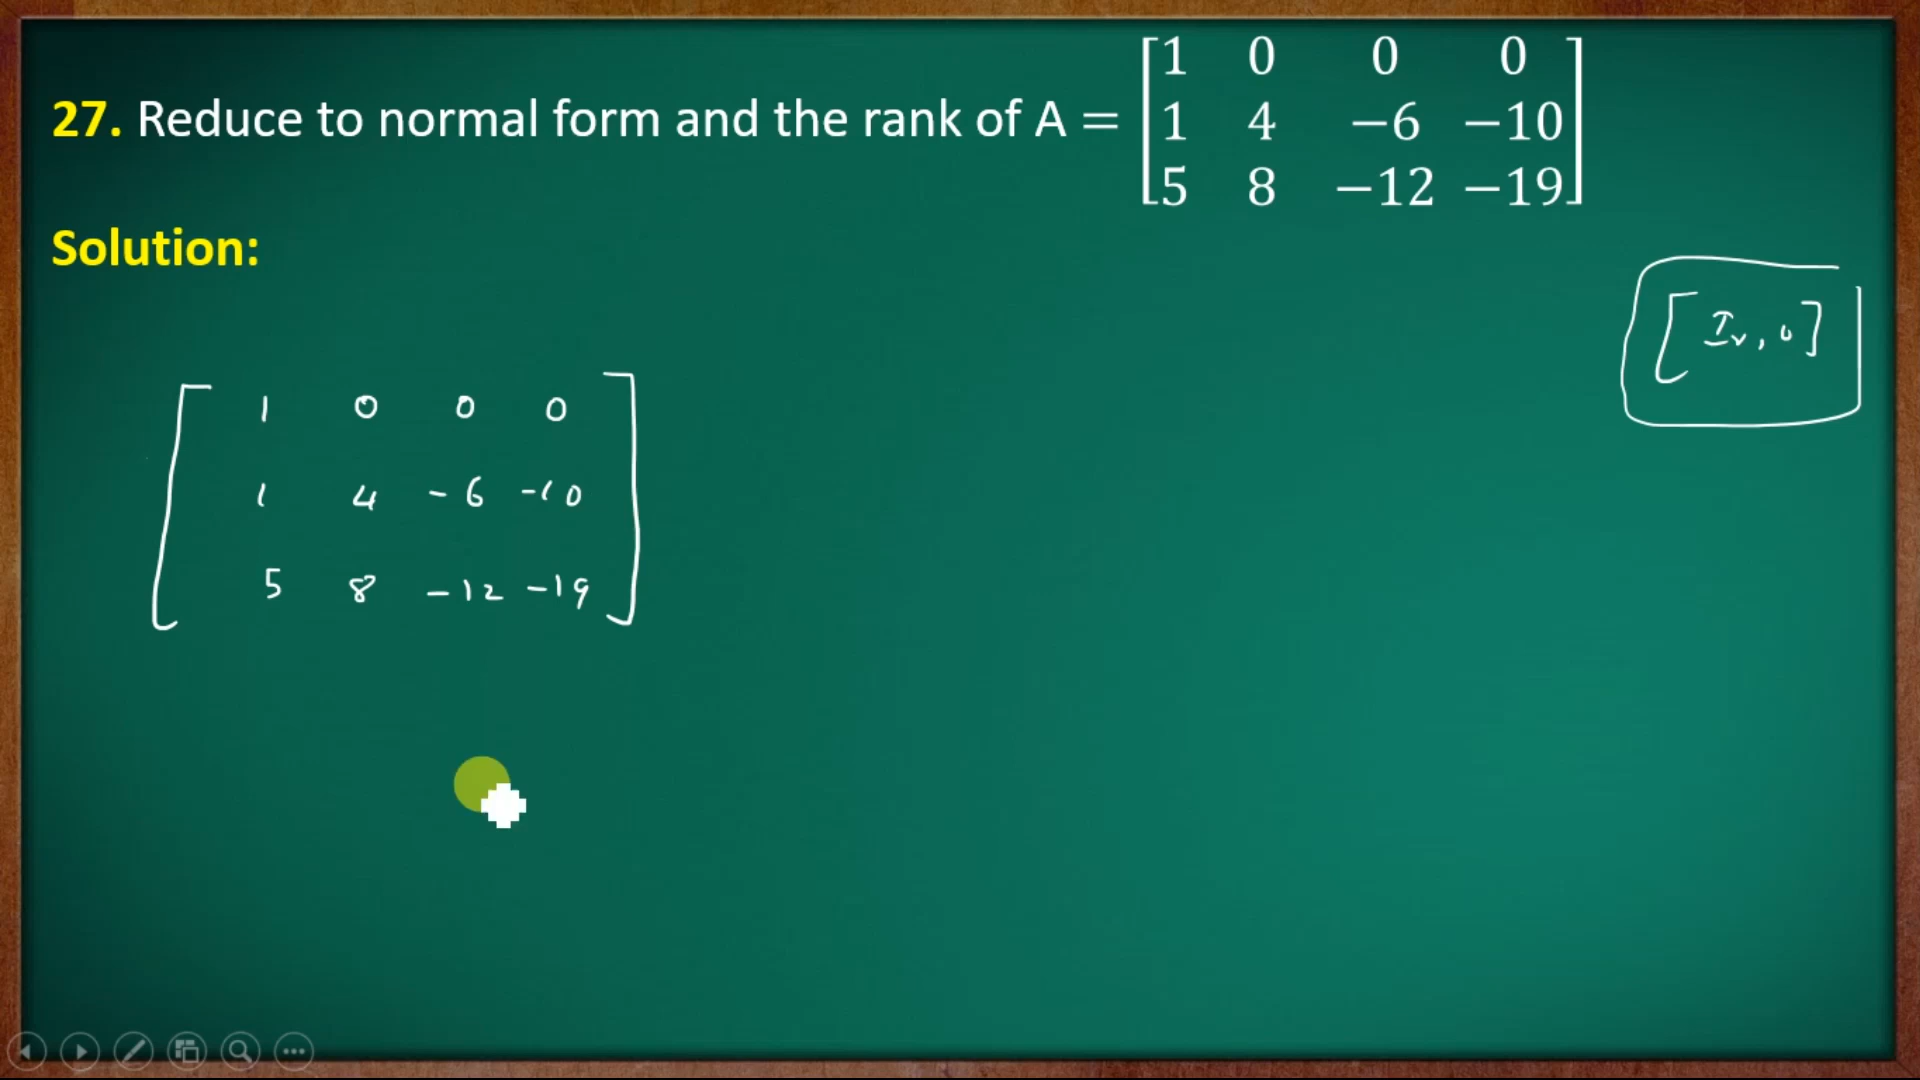 27. Reduce to normal form and the rank of A = [1 0 0 0
1 4 −6 −10
5 8 −12 −19]
Solution:
[Ir, 0]
[1 0 0 0
1 4 -6 -10
5 8 -12 -19]